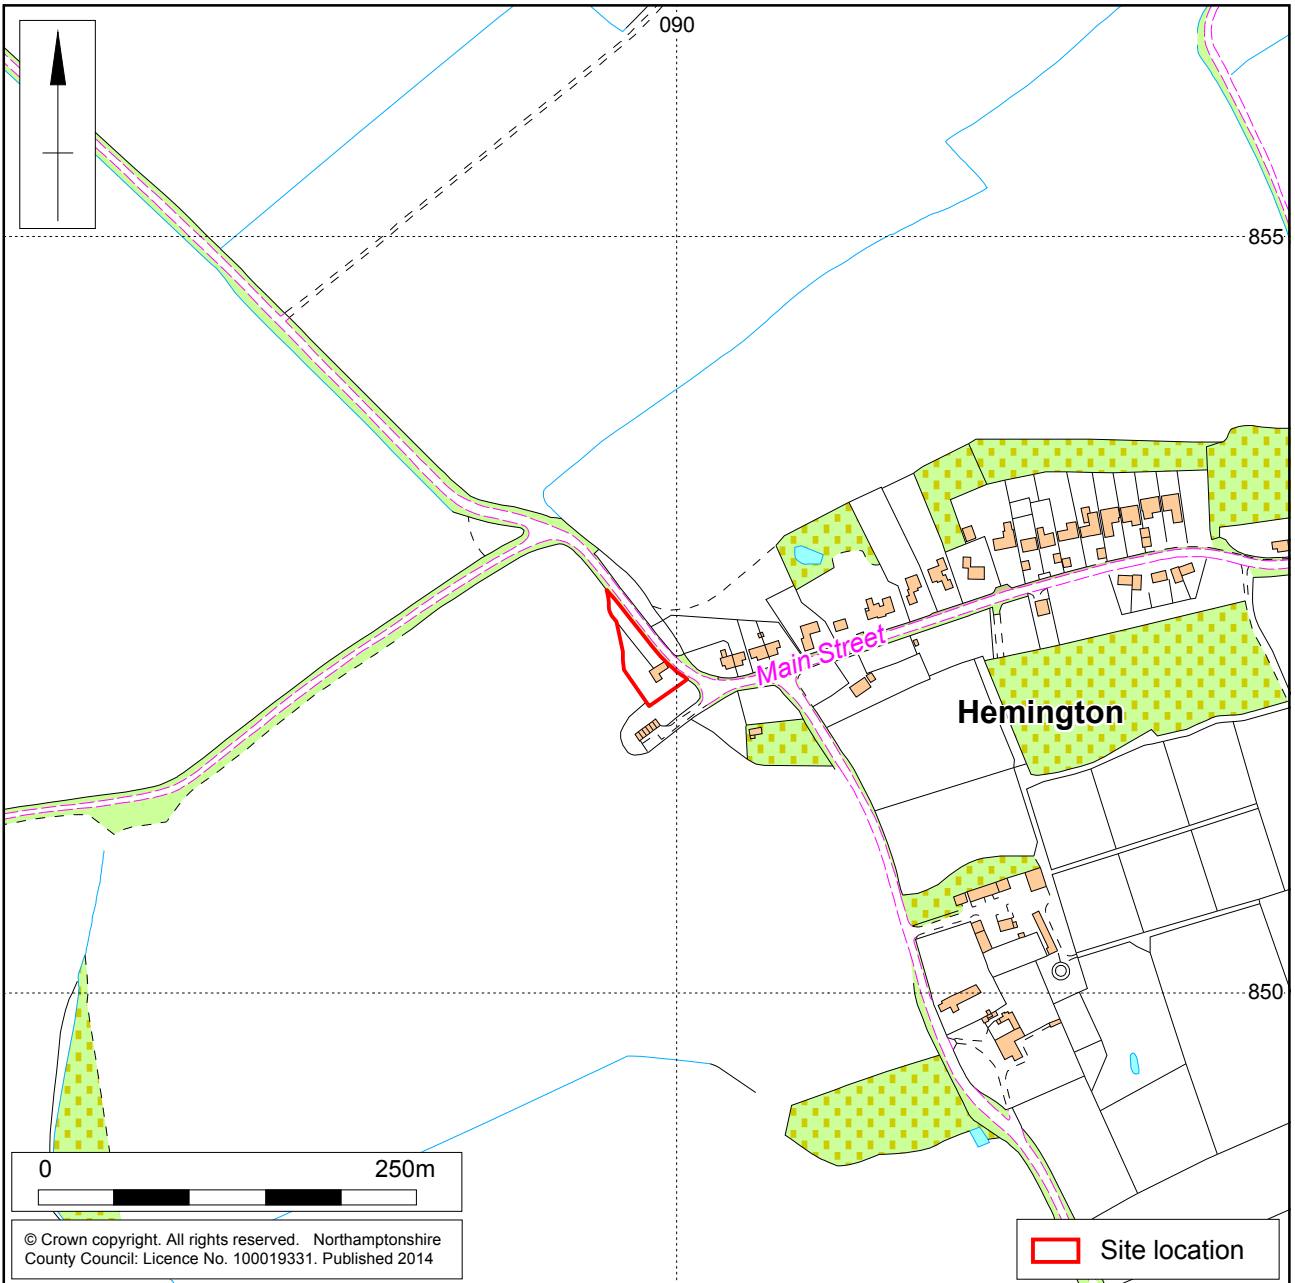 090
855
Main Street
Hemington
850
0 250m
© Crown copyright. All rights reserved. Northamptonshire
County Council: Licence No. 100019331. Published 2014
Site location